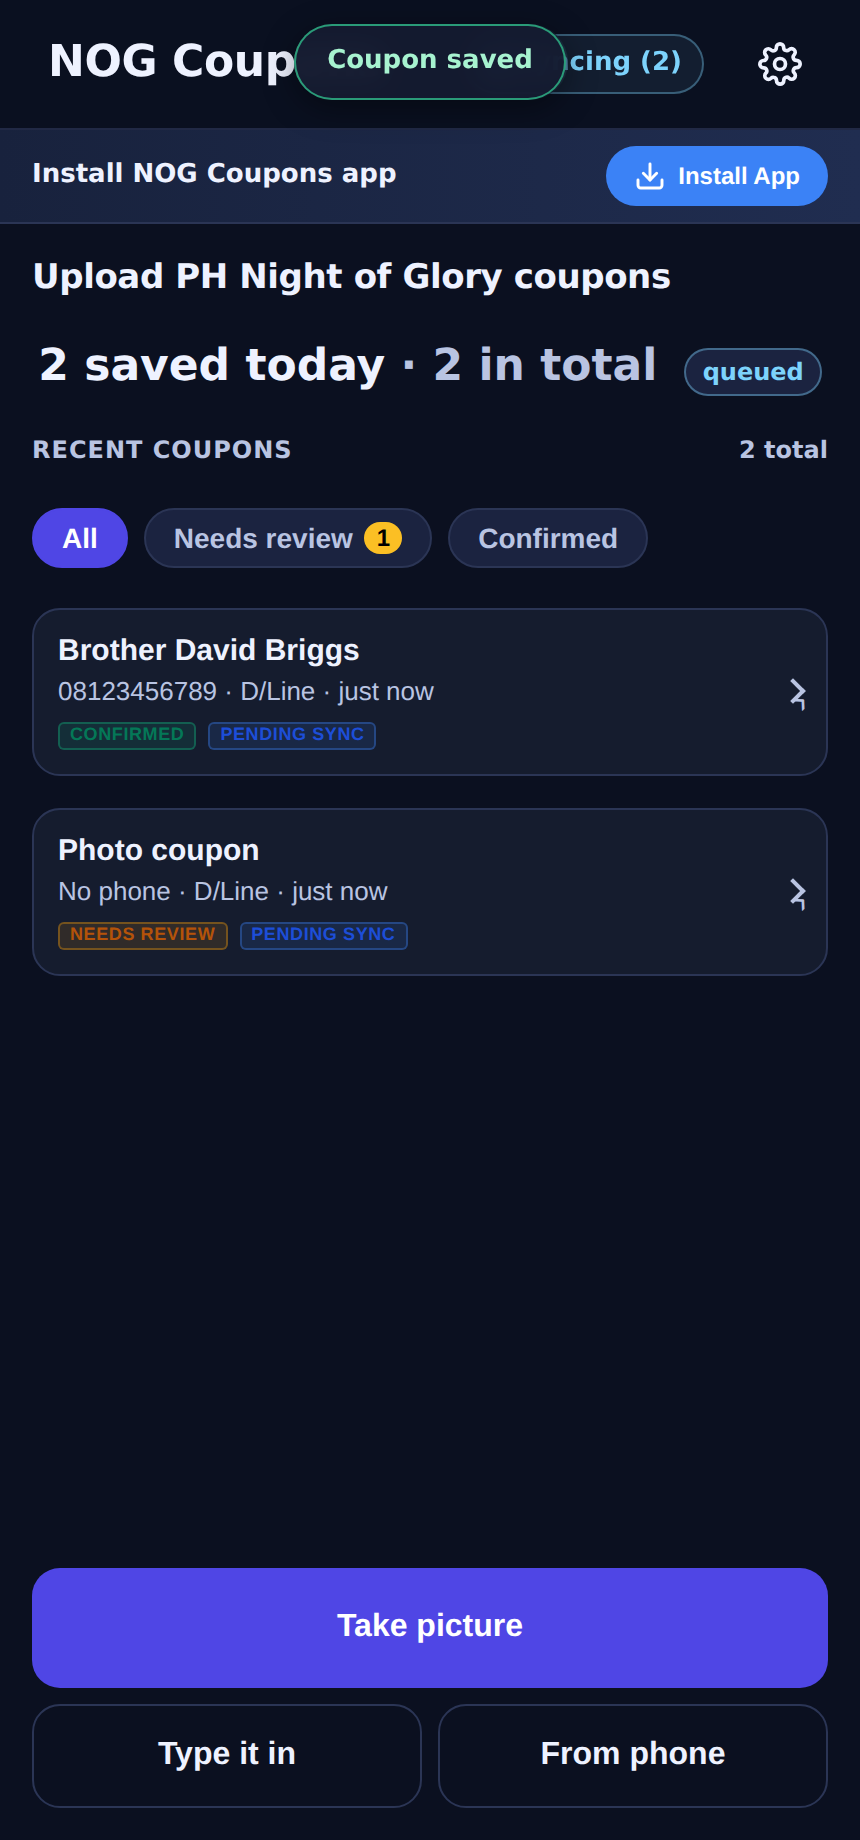 NOG Coup
Coupon saved
cing (2)
Install NOG Coupons app
Install App
Upload PH Night of Glory coupons
2 saved today · 2 in total
queued
RECENT COUPONS
2 total
All
Needs review 1
Confirmed
Brother David Briggs
08123456789 · D/Line · just now
CONFIRMED
PENDING SYNC
Photo coupon
No phone · D/Line · just now
NEEDS REVIEW
PENDING SYNC
Take picture
Type it in
From phone